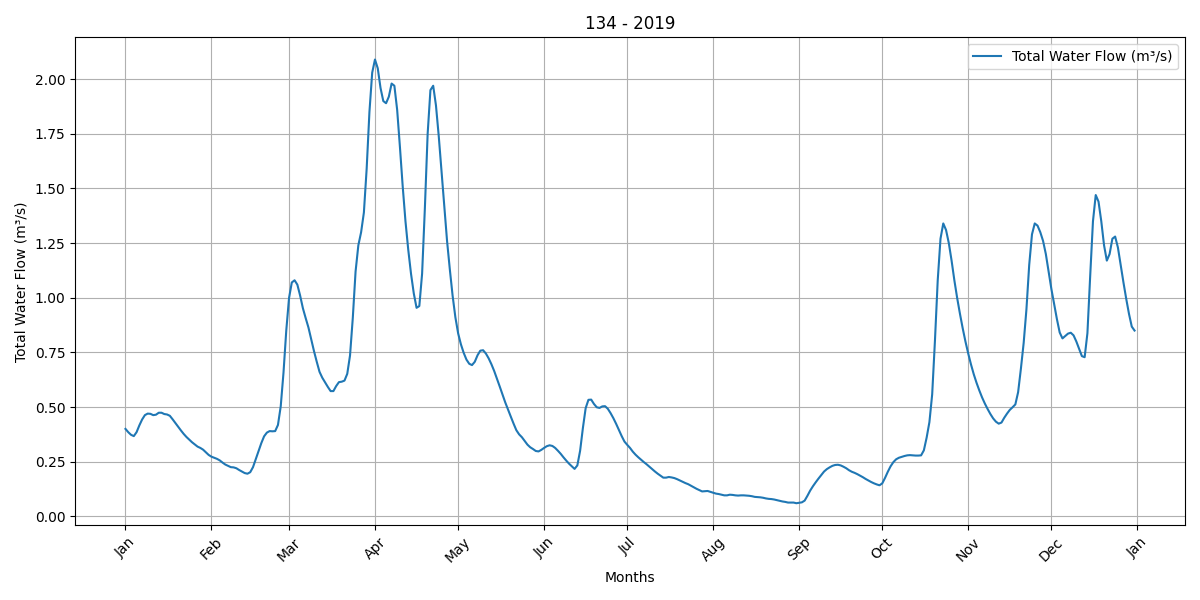 134 - 2019
Total Water Flow (m³/s)
2.00
1.75
1.50
1.25
1.00
0.75
0.50
0.25
0.00
Total Water Flow (m³/s)
Jan
Feb
Mar
Apr
May
Jun
Jul
Aug
Sep
Oct
Nov
Dec
Jan
Months